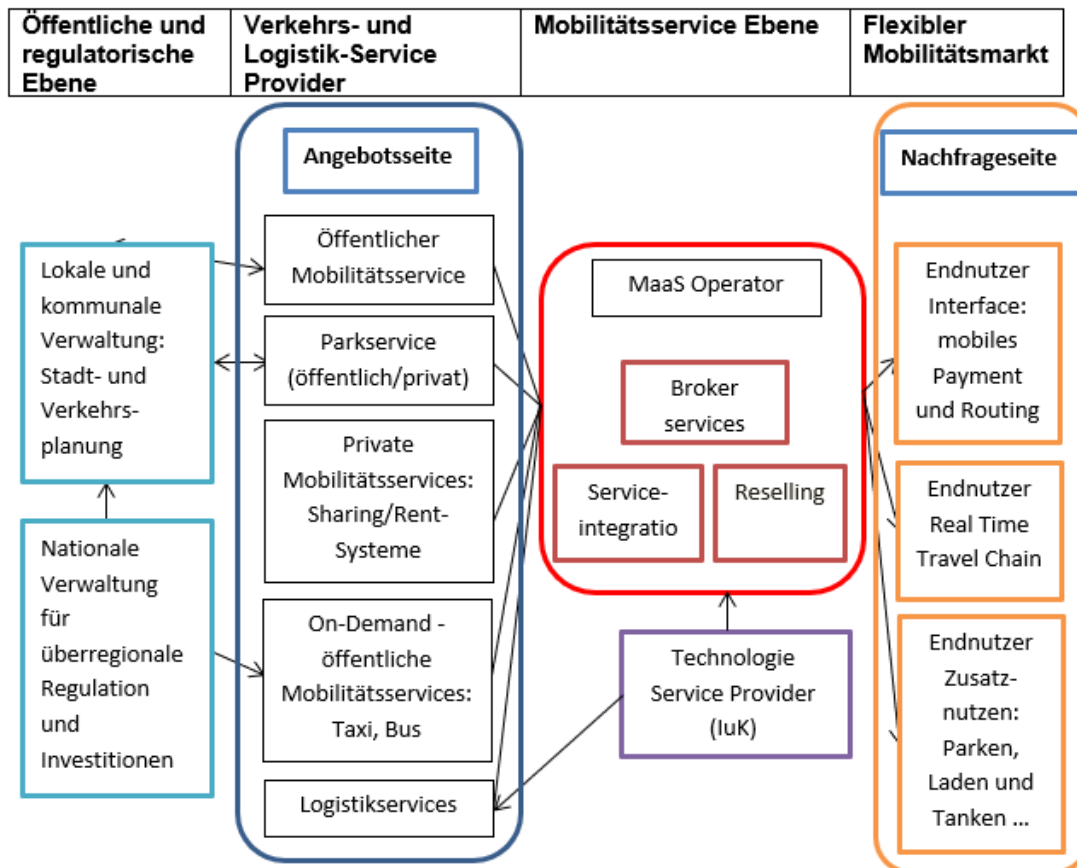 Öffentliche und
regulatorische
Ebene
Verkehrs- und
Logistik-Service
Provider
Mobilitätsservice Ebene
Flexibler
Mobilitätsmarkt
Angebotsseite
Nachfrageseite
Lokale und
kommunale
Verwaltung:
Stadt- und
Verkehrs-
planung
Nationale
Verwaltung
für
überregionale
Regulation
und
Investitionen
Öffentlicher
Mobilitätsservice
Parkservice
(öffentlich/privat)
Private
Mobilitätsservices:
Sharing/Rent-
Systeme
On-Demand -
öffentliche
Mobilitätsservices:
Taxi, Bus
Logistikservices
MaaS Operator
Broker
services
Service-
integratio
Reselling
Technologie
Service Provider
(IuK)
Endnutzer
Interface:
mobiles
Payment
und Routing
Endnutzer
Real Time
Travel Chain
Endnutzer
Zusatz-
nutzen:
Parken,
Laden und
Tanken ...